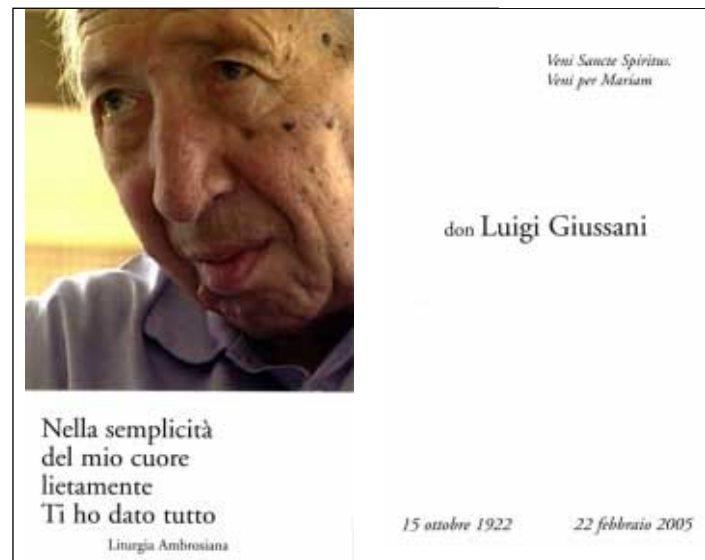 Nella semplicità
del mio cuore
lietamente
Ti ho dato tutto
Liturgia Ambrosiana
Veni Sancte Spiritus.
Veni per Mariam
don Luigi Giussani
15 ottobre 1922 22 febbraio 2005